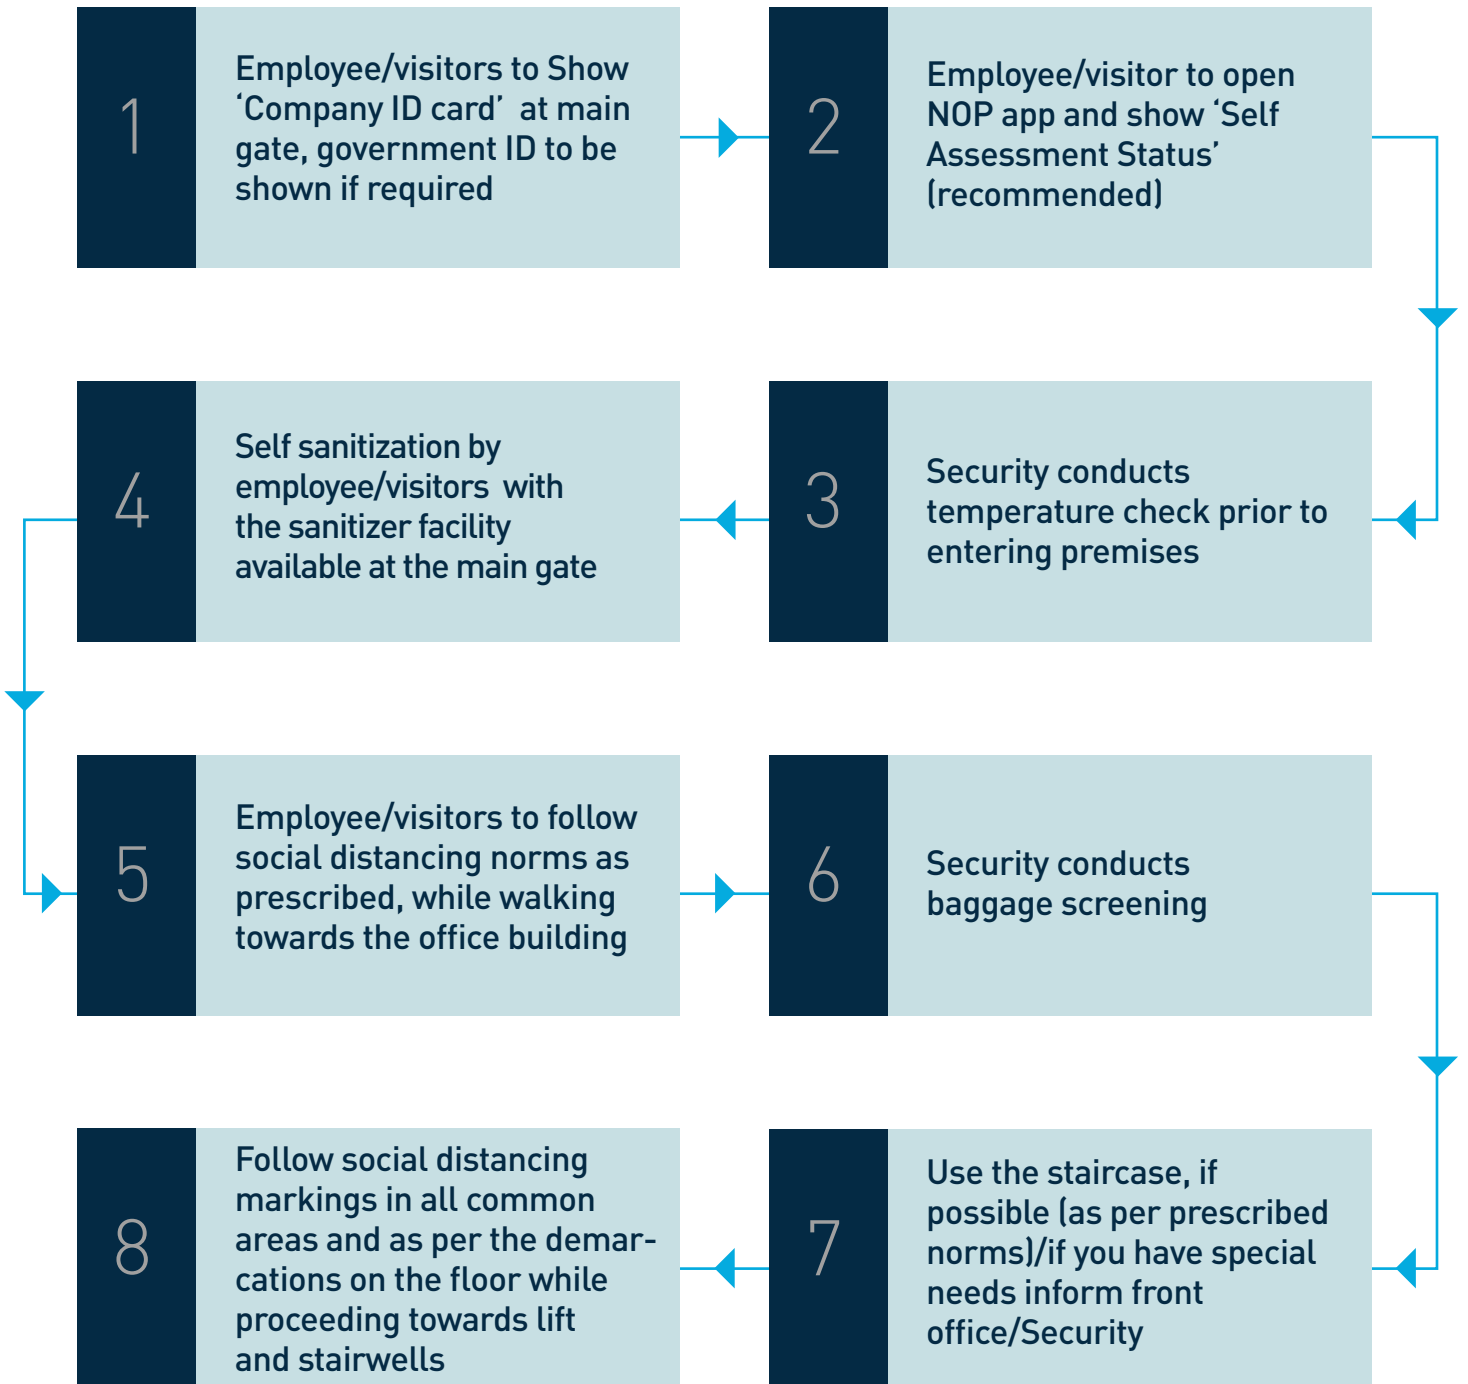 1
Employee/visitors to Show
‘Company ID card’ at main
gate, government ID to be
shown if required
2
Employee/visitor to open
NOP app and show ‘Self
Assessment Status’
(recommended)
3
Security conducts
temperature check prior to
entering premises
4
Self sanitization by
employee/visitors with
the sanitizer facility
available at the main gate
5
Employee/visitors to follow
social distancing norms as
prescribed, while walking
towards the office building
6
Security conducts
baggage screening
7
Use the staircase, if
possible (as per prescribed
norms)/if you have special
needs inform front
office/Security
8
Follow social distancing
markings in all common
areas and as per the demar-
cations on the floor while
proceeding towards lift
and stairwells